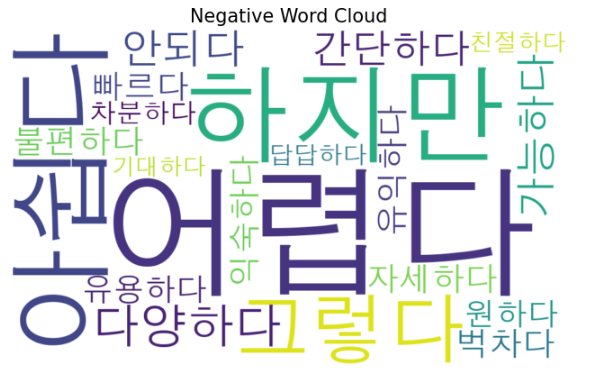 Negative Word Cloud
안되다
간단하다
친절하다
아쉽다
빠르다
하지만
차분하다
불편하다
가능하다
기대하다
답답하다
유익하다
익숙하다
어렵다
유용하다
자세하다
다양하다
그렇다
원하다
벅차다